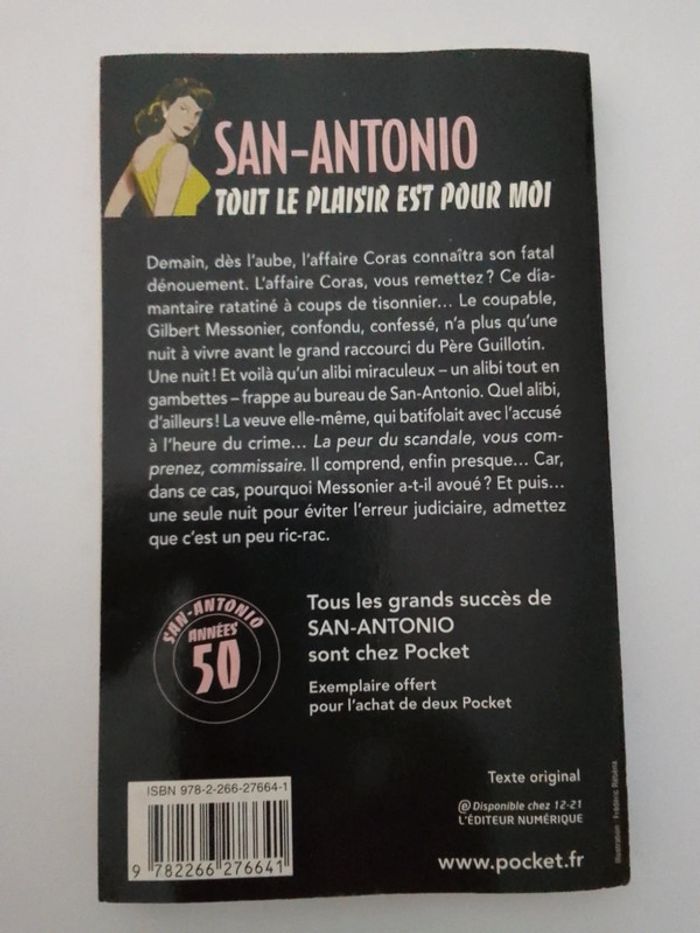 SAN-ANTONIO
TOUT LE PLAISIR EST POUR MOI
Demain, dès l'aube, l'affaire Coras connaîtra son fatal
dénouement. L'affaire Coras, vous remettez ? Ce dia-
mantaire ratatiné à coups de tisonnier... Le coupable,
Gilbert Messonier, confondu, confessé, n'a plus qu'une
nuit à vivre avant le grand raccourci du Père Guillotin.
Une nuit ! Et voilà qu'un alibi miraculeux – un alibi tout en
gambettes – frappe au bureau de San-Antonio. Quel alibi,
d'ailleurs ! La veuve elle-même, qui batifolait avec l'accusé
à l'heure du crime... La peur du scandale, vous com-
prenez, commissaire. Il comprend, enfin presque... Car,
dans ce cas, pourquoi Messonier a-t-il avoué ? Et puis...
une seule nuit pour éviter l'erreur judiciaire, admettez
que c'est un peu ric-rac.
SAN-ANTONIO
ANNÉES
50
Tous les grands succès de
SAN-ANTONIO
sont chez Pocket
Exemplaire offert
pour l'achat de deux Pocket
ISBN 978-2-266-27664-1
9 782266 276641
Texte original
@ Disponible chez 12-21
L'ÉDITEUR NUMÉRIQUE
www.pocket.fr
Illustration : Frédéric Rébéna